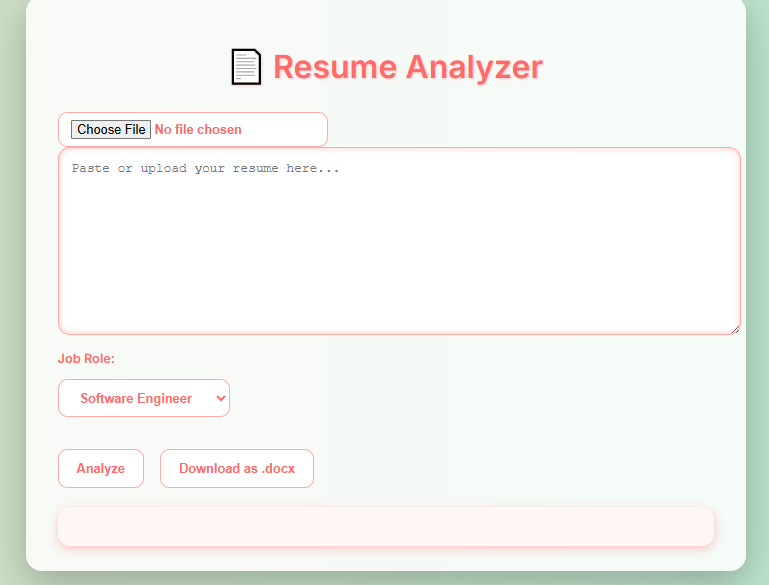 Resume Analyzer
Choose File No file chosen
Paste or upload your resume here...
Job Role:
Software Engineer
Analyze
Download as .docx